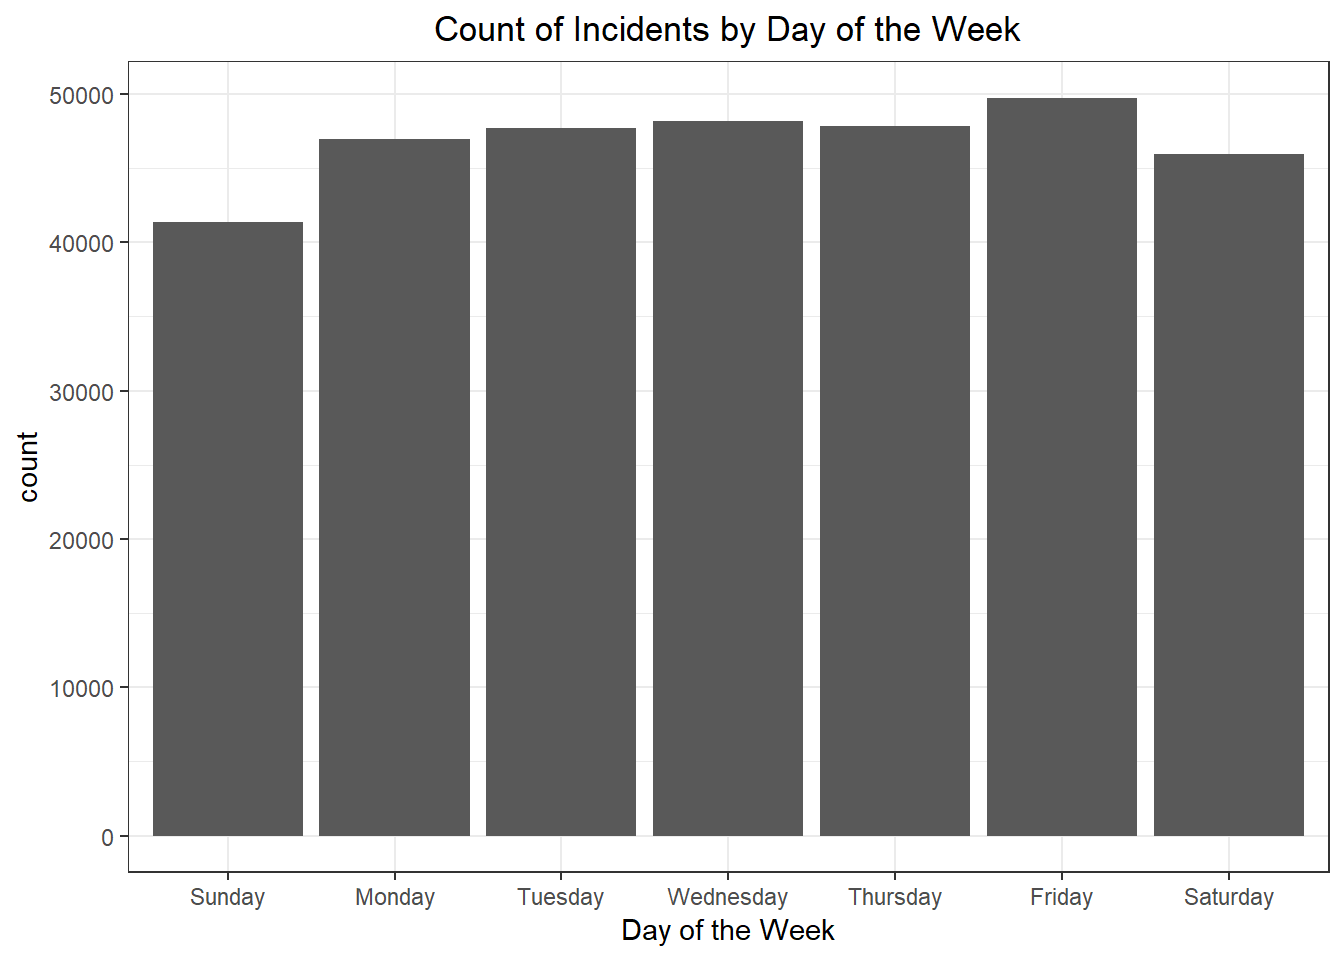 Count of Incidents by Day of the Week
50000
40000
30000
20000
10000
0
count
Sunday Monday Tuesday Wednesday Thursday Friday Saturday
Day of the Week